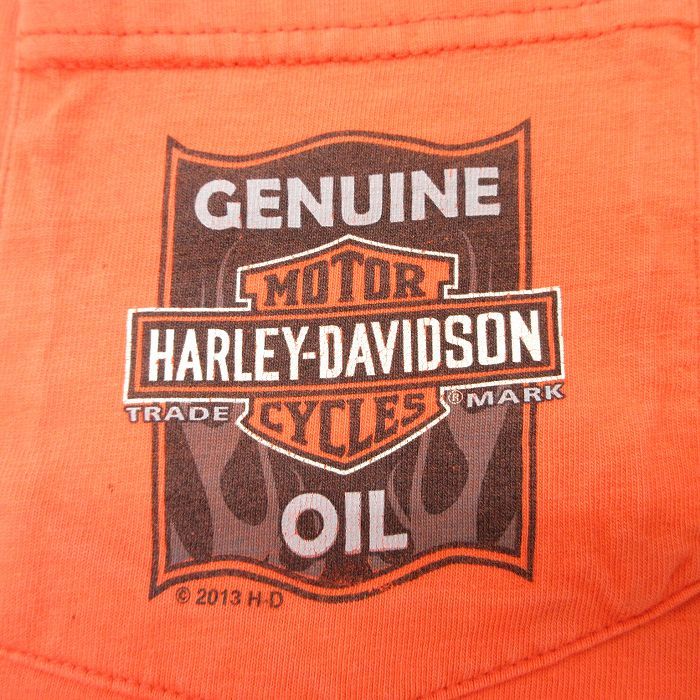 GENUINE
MOTOR
HARLEY-DAVIDSON
TRADE ® MARK
CYCLES
OIL
© 2013 H-D